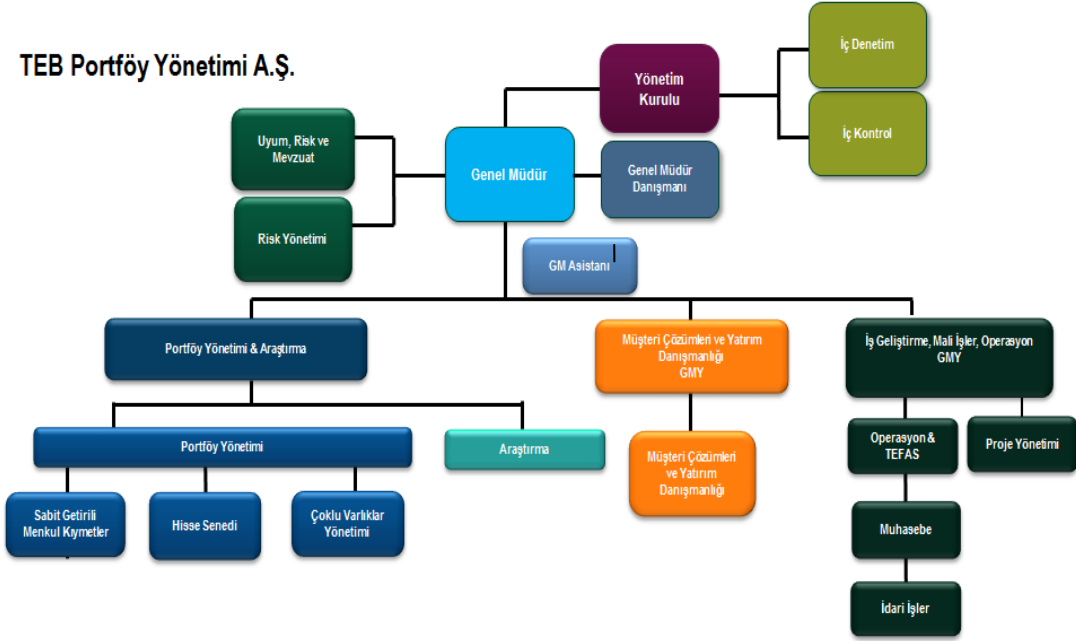 TEB Portföy Yönetimi A.Ş.
İç Denetim
Yönetim
Kurulu
İç Kontrol
Uyum, Risk ve
Mevzuat
Genel Müdür
Genel Müdür
Danışmanı
Risk Yönetimi
GM Asistanı
Portföy Yönetimi & Araştırma
Müşteri Çözümleri ve Yatırım
Danışmanlığı
GMY
İş Geliştirme, Mali İşler, Operasyon
GMY
Portföy Yönetimi
Araştırma
Müşteri Çözümleri
ve Yatırım
Danışmanlığı
Operasyon &
TEFAS
Proje Yönetimi
Sabit Getirili
Menkul Kıymetler
Hisse Senedi
Çoklu Varlıklar
Yönetimi
Muhasebe
İdari İşler